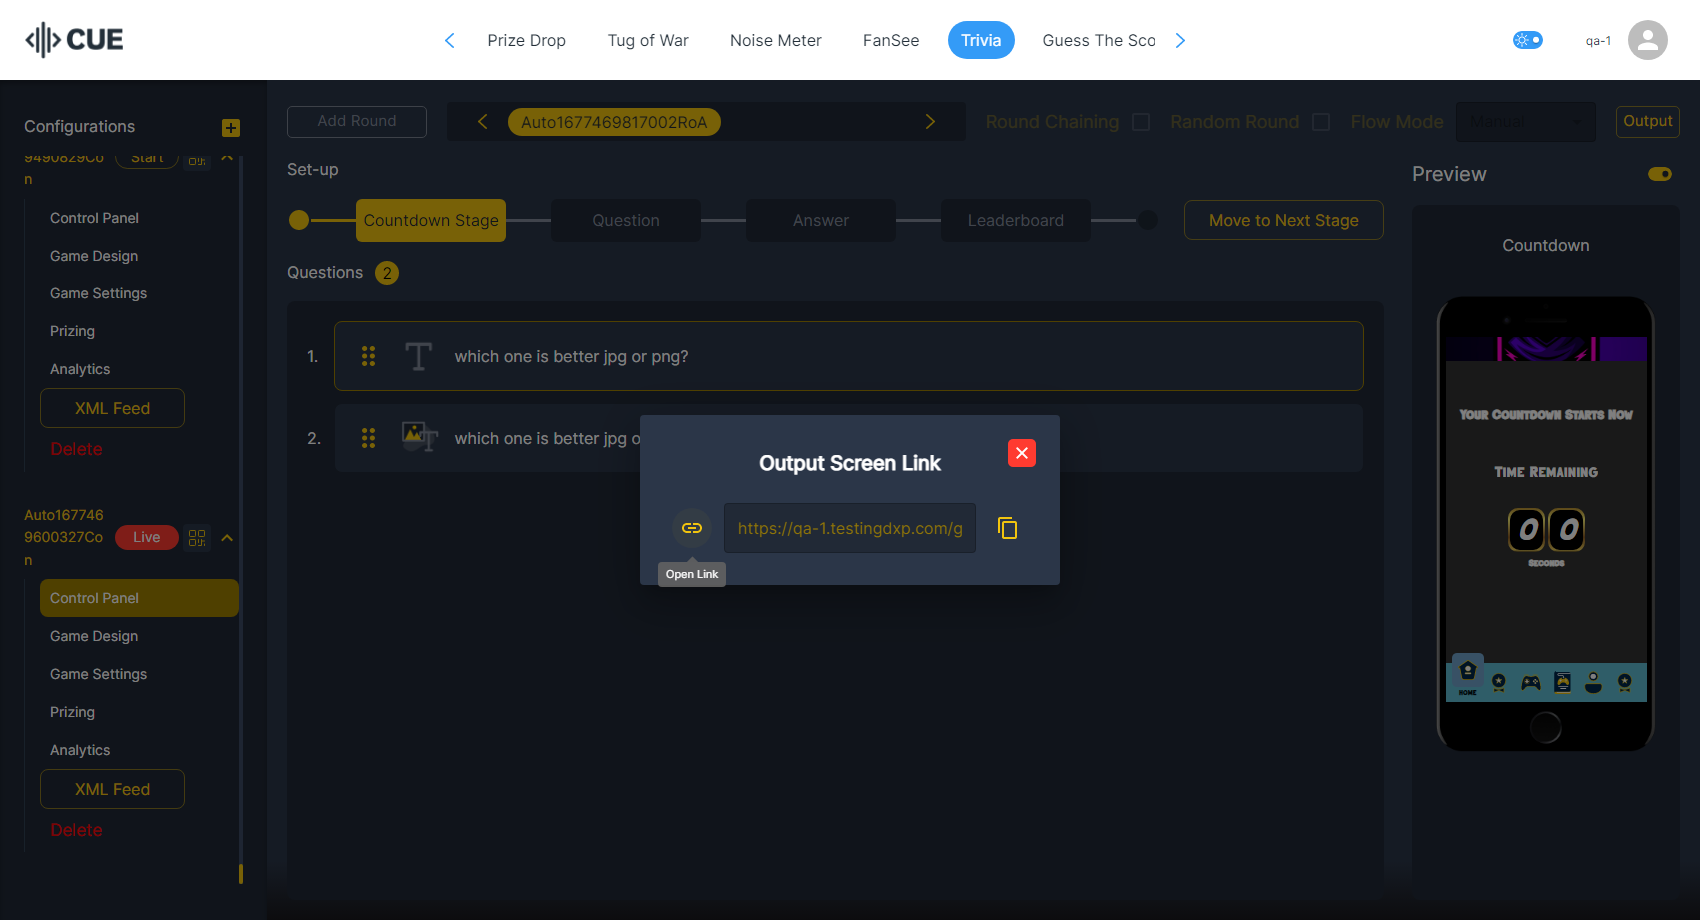 CUE
Prize Drop
Tug of War
Noise Meter
FanSee
Trivia
Guess The Sco
qa-1
Configurations
9490829Co
n
Start
Control Panel
Game Design
Game Settings
Prizing
Analytics
XML Feed
Delete
Auto167746
9600327Co
n
Live
Control Panel
Game Design
Game Settings
Prizing
Analytics
XML Feed
Delete
Add Round
Auto1677469817002RoA
Round Chaining
Random Round
Flow Mode
Manual
Output
Set-up
Countdown Stage
Question
Answer
Leaderboard
Move to Next Stage
Questions 2
1. which one is better jpg or png?
2. which one is better jpg o
Output Screen Link
https://qa-1.testingdxp.com/g
Open Link
Preview
Countdown
Your Countdown Starts Now
Time Remaining
00
Seconds
HOME